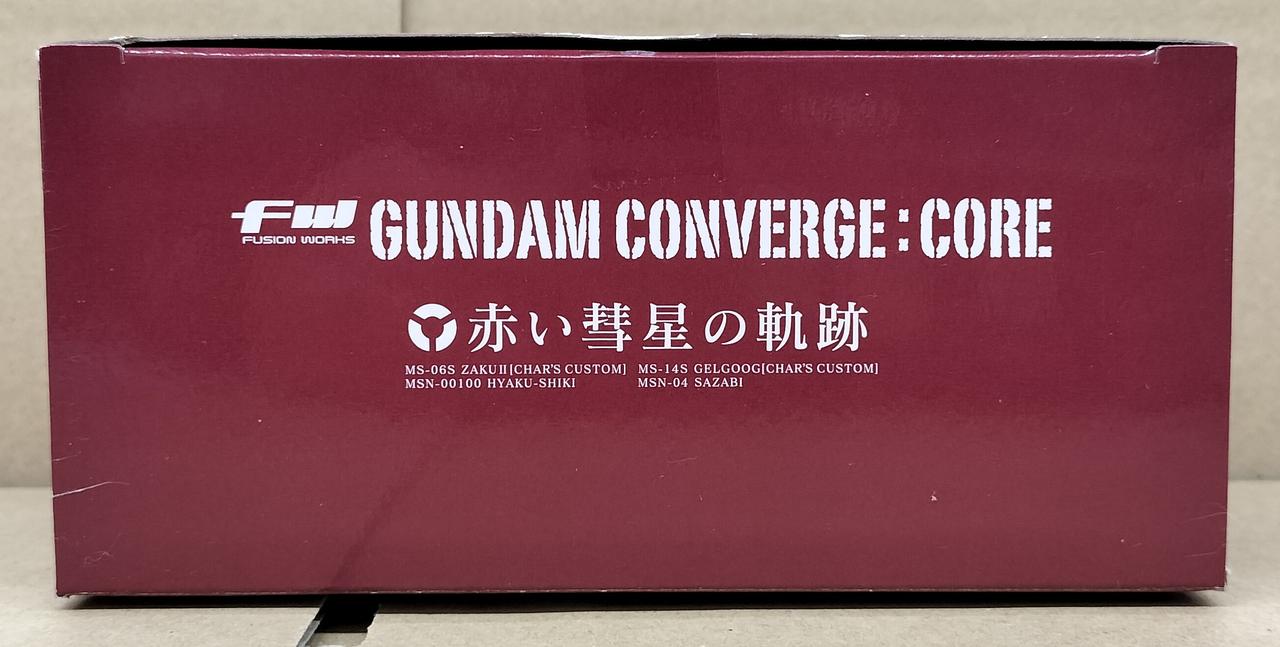 FW FUSION WORKS GUNDAM CONVERGE:CORE
赤い彗星の軌跡
MS-06S ZAKUⅡ[CHAR'S CUSTOM] MS-14S GELGOOG[CHAR'S CUSTOM]
MSN-00100 HYAKU-SHIKI MSN-04 SAZABI